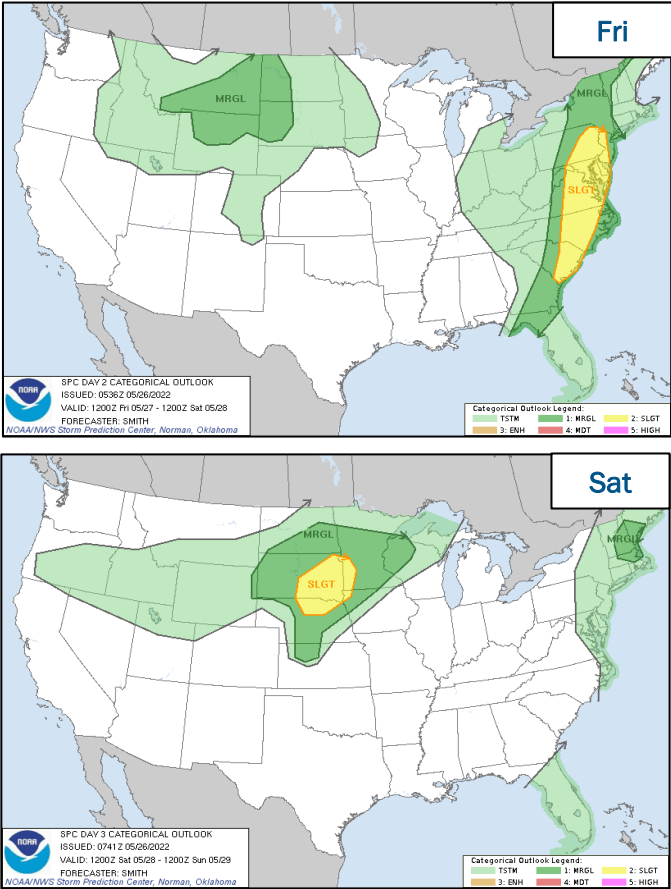 Fri
MRGL
MRGL
SLGT
NOAA
SPC DAY 2 CATEGORICAL OUTLOOK
ISSUED: 0536Z 05/26/2022
VALID: 1200Z Fri 05/27 - 1200Z Sat 05/28
FORECASTER: SMITH
NOAA/NWS Storm Prediction Center, Norman, Oklahoma
Categorical Outlook Legend:
TSTM 1: MRGL 2: SLGT
3: ENH 4: MDT 5: HIGH
Sat
MRGL
MRGL
SLGT
NOAA
SPC DAY 3 CATEGORICAL OUTLOOK
ISSUED: 0741Z 05/26/2022
VALID: 1200Z Sat 05/28 - 1200Z Sun 05/29
FORECASTER: SMITH
NOAA/NWS Storm Prediction Center, Norman, Oklahoma
Categorical Outlook Legend:
TSTM 1: MRGL 2: SLGT
3: ENH 4: MDT 5: HIGH